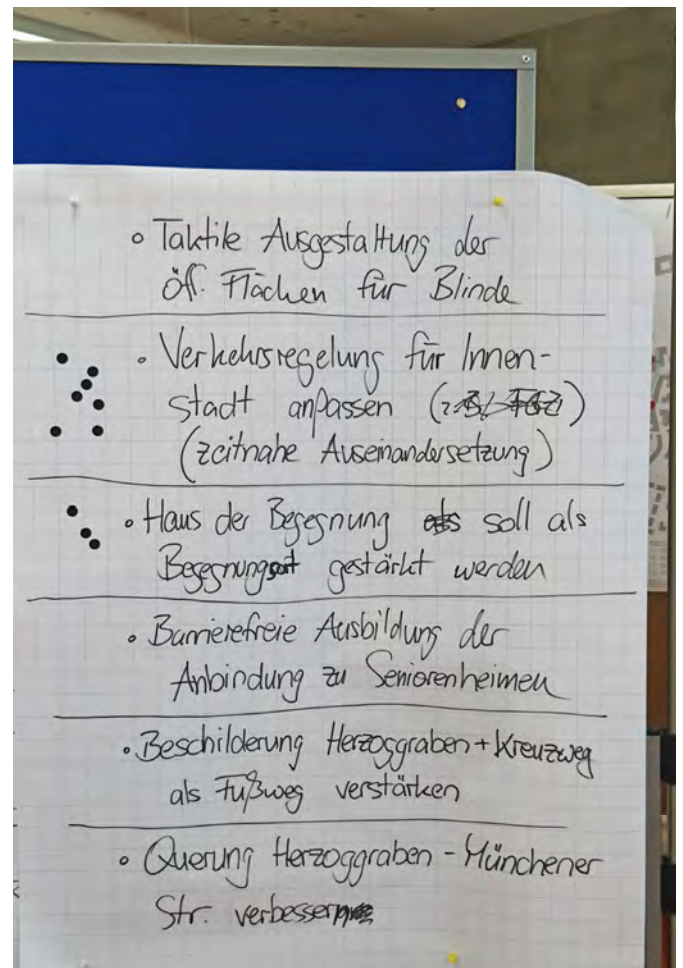 Taktile Ausgestaltung der
öff. Flächen für Blinde
Verkehrsregelung für Innen-
stadt anpassen (
(zeitnahe Auseinandersetzung)
Haus der Begegnung soll als
Begegnungsort gestärkt werden
Barrierefreie Ausbildung der
Anbindung zu Seniorenheimen
Beschilderung Herzoggraben + Kreuzweg
als Fußweg verstärken
Querung Herzoggraben - Münchener
Str. verbessern